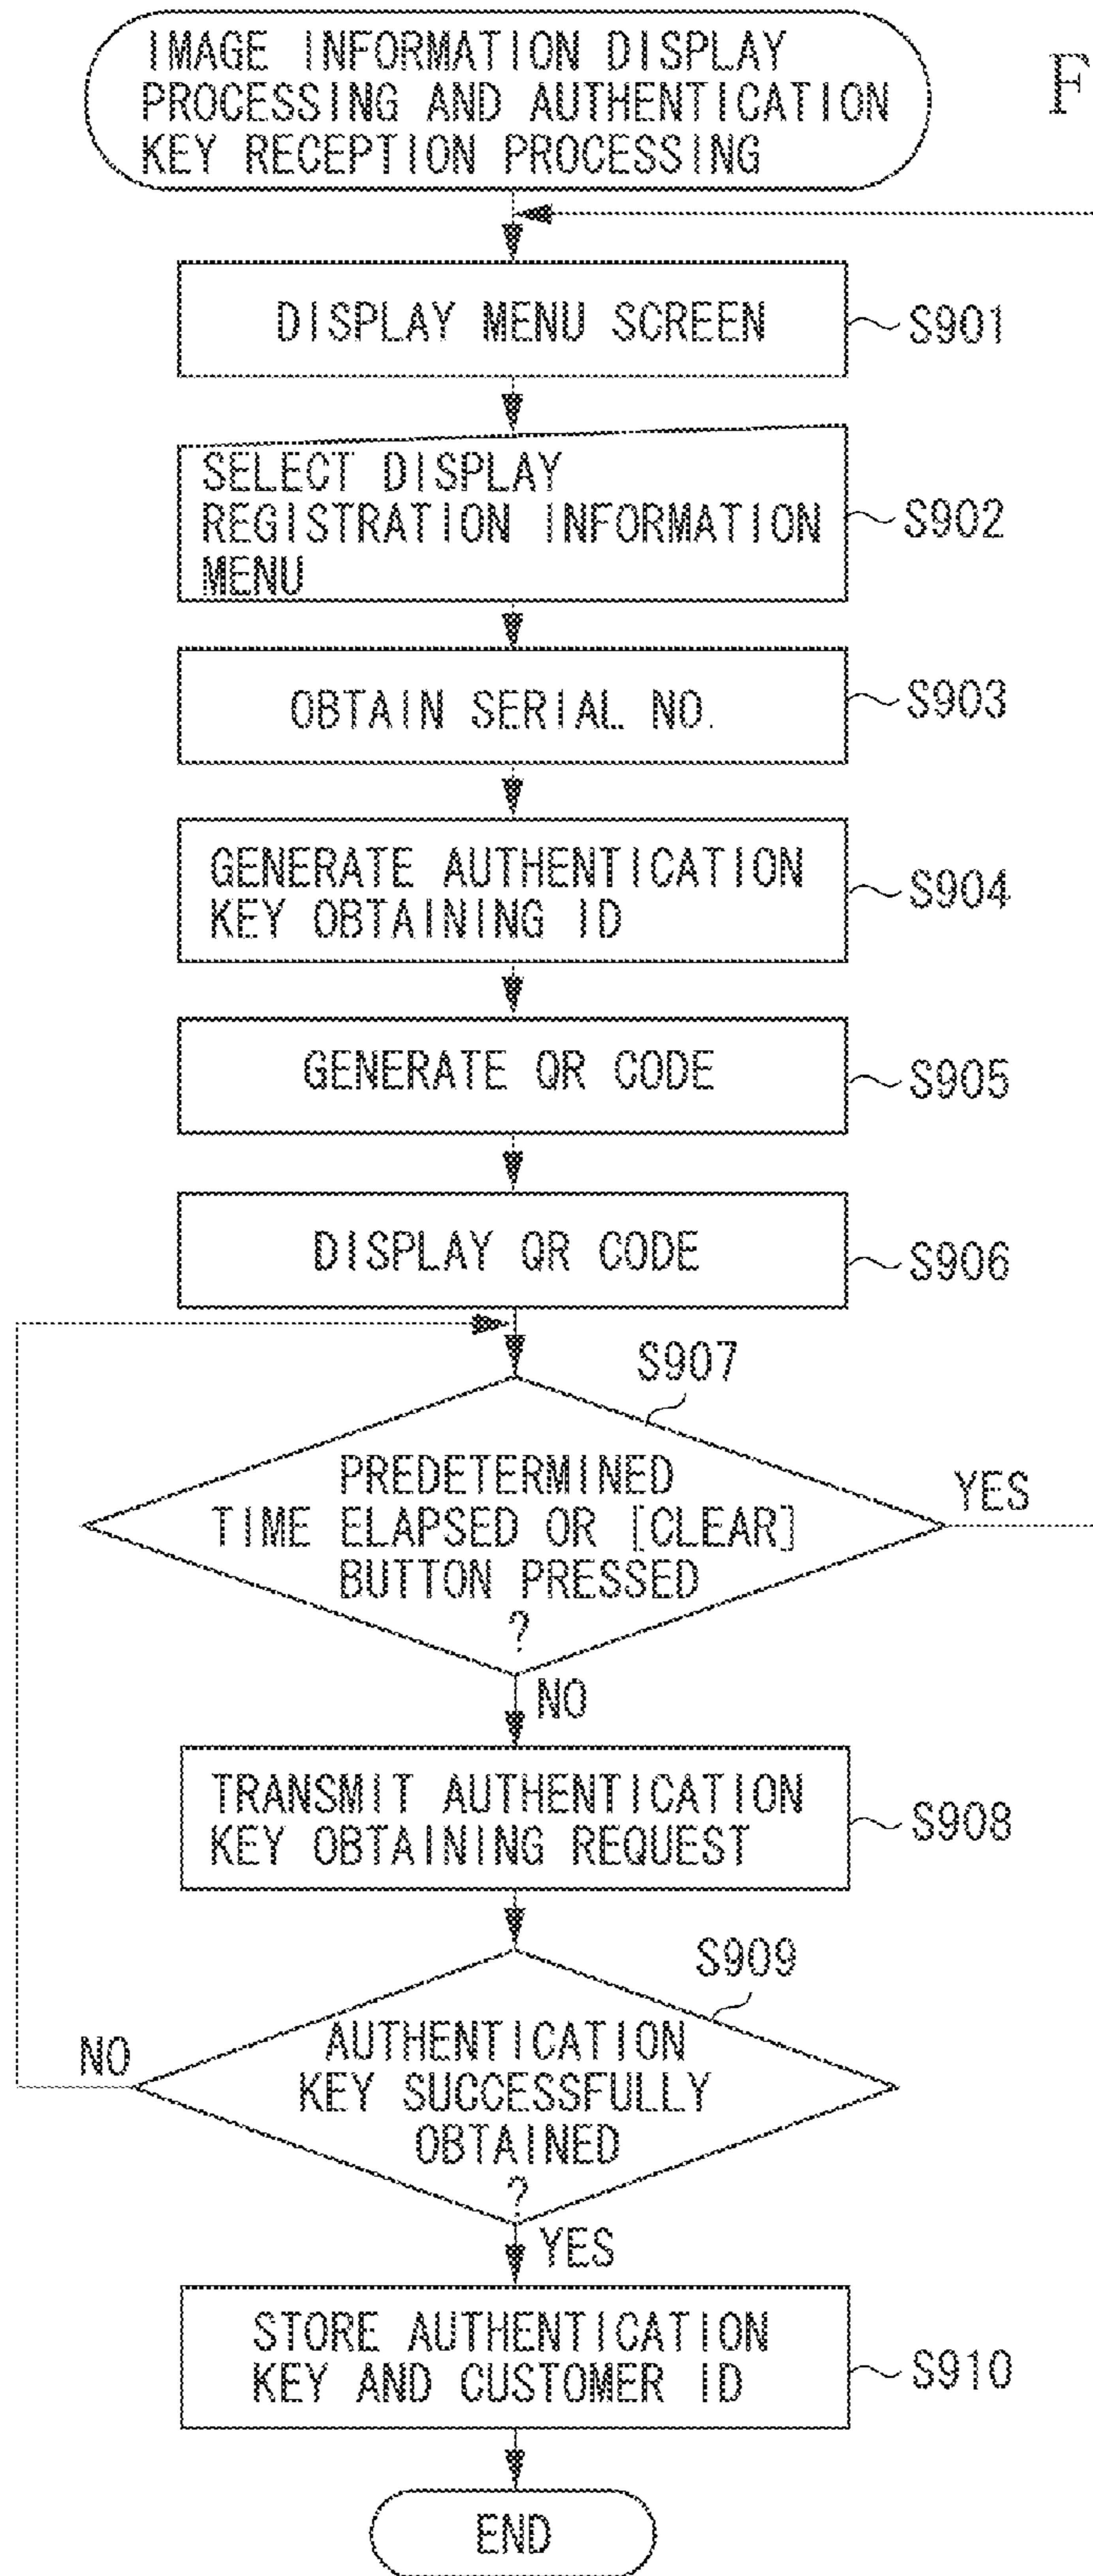 IMAGE INFORMATION DISPLAY
PROCESSING AND AUTHENTICATION
KEY RECEPTION PROCESSING
F
DISPLAY MENU SCREEN
S901
SELECT DISPLAY
REGISTRATION INFORMATION
MENU
S902
OBTAIN SERIAL NO.
S903
GENERATE AUTHENTICATION
KEY OBTAINING ID
S904
GENERATE QR CODE
S905
DISPLAY QR CODE
S906
S907
PREDETERMINED
TIME ELAPSED OR [CLEAR]
BUTTON PRESSED
?
YES
NO
TRANSMIT AUTHENTICATION
KEY OBTAINING REQUEST
S908
S909
AUTHENTICATION
KEY SUCCESSFULLY
OBTAINED
?
NO
YES
STORE AUTHENTICATION
KEY AND CUSTOMER ID
S910
END